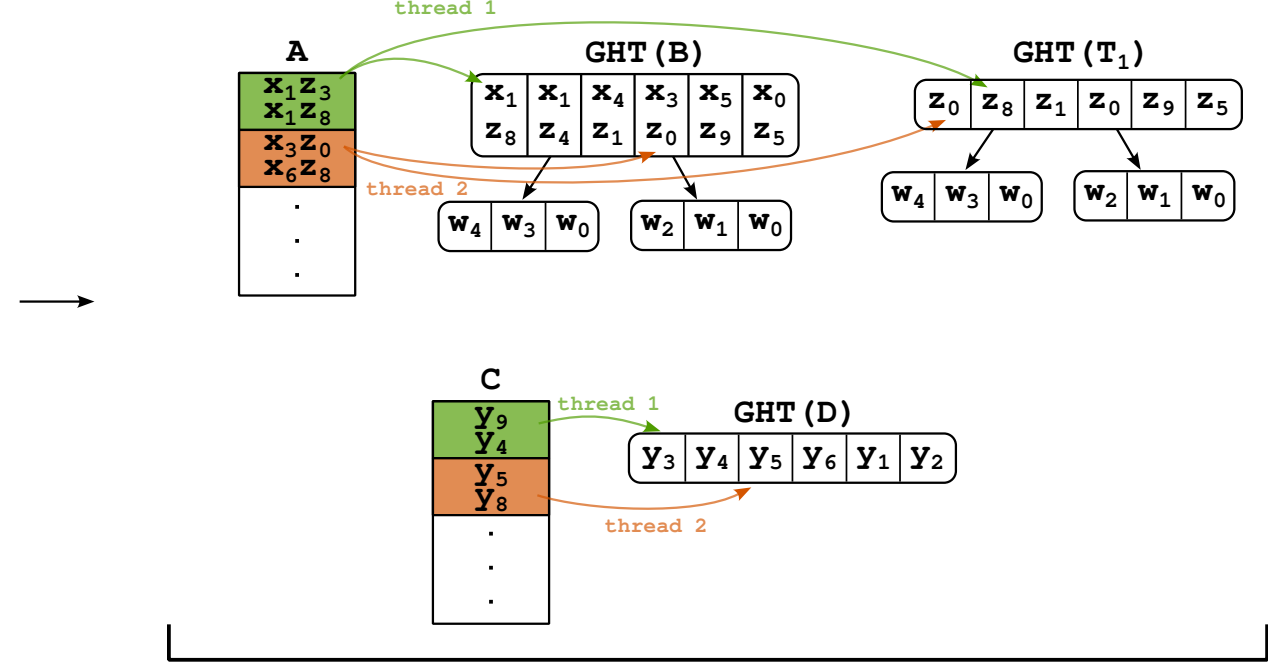 thread 1
A GHT(B) GHT(T₁)
x₁z₃
x₁z₈
x₃z₀
x₆z₈
.
.
.
x₁ x₁ x₄ x₃ x₅ x₀
z₈ z₄ z₁ z₀ z₉ z₅
z₀ z₈ z₁ z₀ z₉ z₅
thread 2
w₄ w₃ w₀ w₂ w₁ w₀
w₄ w₃ w₀ w₂ w₁ w₀
C
thread 1
GHT(D)
y₉
y₄
y₅
y₈
.
.
.
y₃ y₄ y₅ y₆ y₁ y₂
thread 2